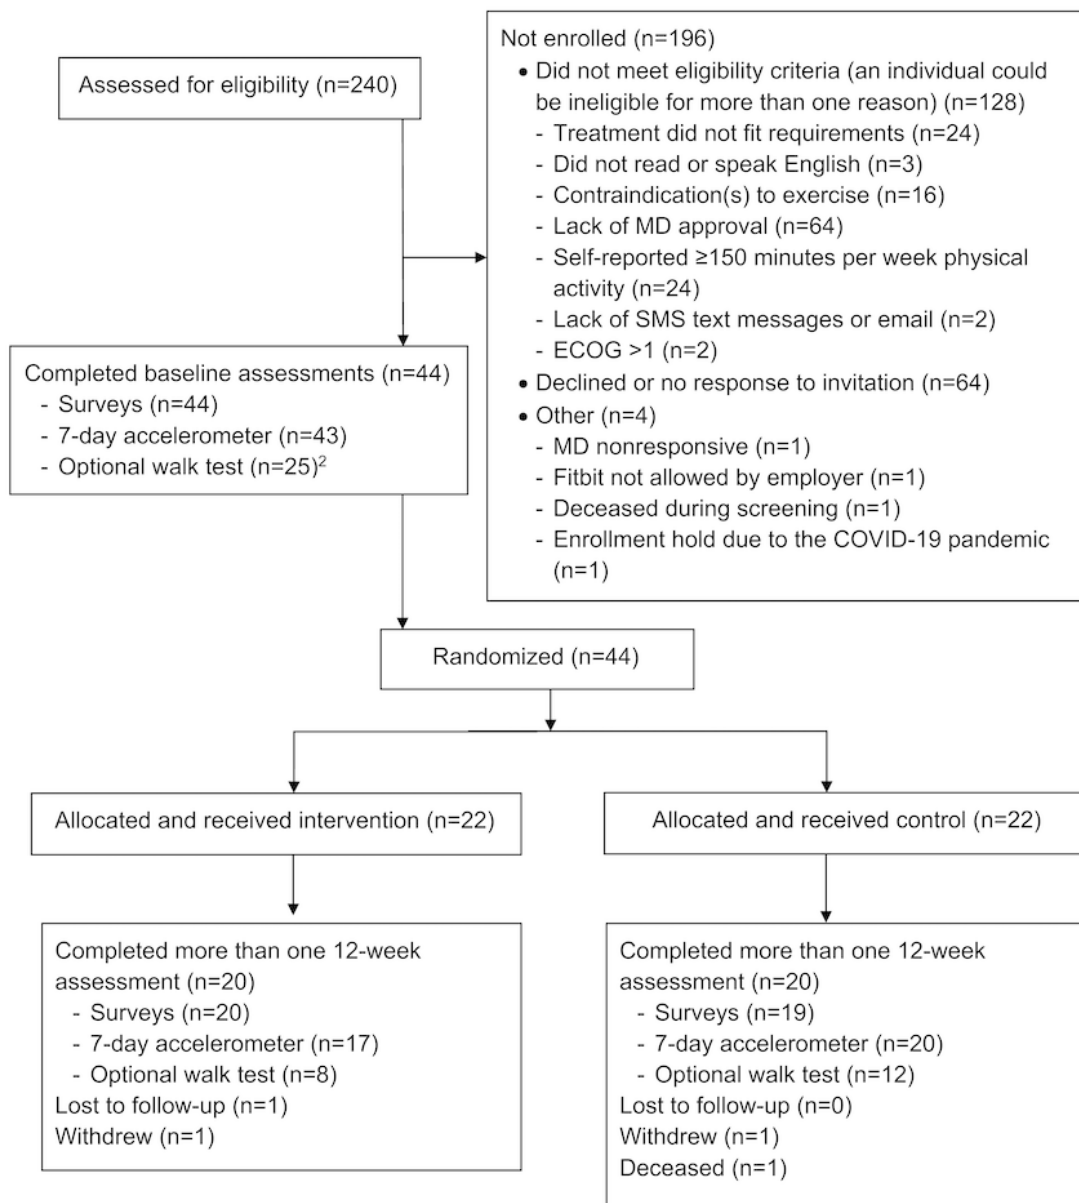 Assessed for eligibility (n=240)
Not enrolled (n=196)
• Did not meet eligibility criteria (an individual could
be ineligible for more than one reason) (n=128)
- Treatment did not fit requirements (n=24)
- Did not read or speak English (n=3)
- Contraindication(s) to exercise (n=16)
- Lack of MD approval (n=64)
- Self-reported ≥150 minutes per week physical
activity (n=24)
- Lack of SMS text messages or email (n=2)
- ECOG >1 (n=2)
• Declined or no response to invitation (n=64)
• Other (n=4)
- MD nonresponsive (n=1)
- Fitbit not allowed by employer (n=1)
- Deceased during screening (n=1)
- Enrollment hold due to the COVID-19 pandemic
(n=1)
Completed baseline assessments (n=44)
- Surveys (n=44)
- 7-day accelerometer (n=43)
- Optional walk test (n=25)²
Randomized (n=44)
Allocated and received intervention (n=22)
Allocated and received control (n=22)
Completed more than one 12-week
assessment (n=20)
- Surveys (n=20)
- 7-day accelerometer (n=17)
- Optional walk test (n=8)
Lost to follow-up (n=1)
Withdrew (n=1)
Completed more than one 12-week
assessment (n=20)
- Surveys (n=19)
- 7-day accelerometer (n=20)
- Optional walk test (n=12)
Lost to follow-up (n=0)
Withdrew (n=1)
Deceased (n=1)